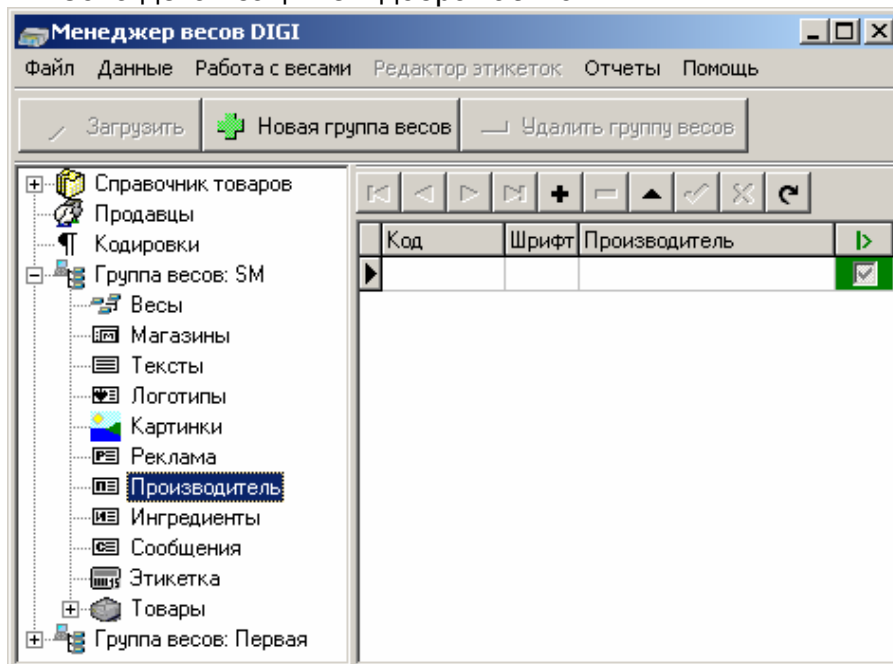 Менеджер весов DIGI
Файл Данные Работа с весами Редактор этикеток Отчеты Помощь
Загрузить Новая группа весов Удалить группу весов
Справочник товаров
Продавцы
Кодировки
Группа весов: SM
Весы
Магазины
Тексты
Логотипы
Картинки
Реклама
Производитель
Ингредиенты
Сообщения
Этикетка
Товары
Группа весов: Первая
Код Шрифт Производитель